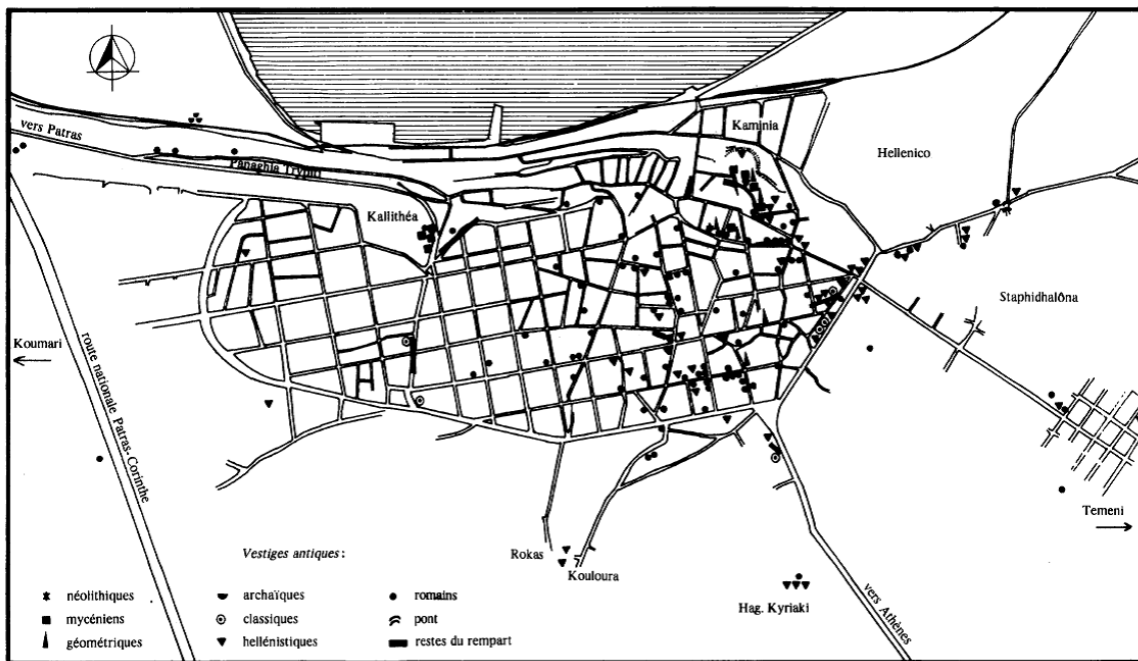 vers Patras
Panaghia Trypiti
Kallithéa
Kaminia
Hellenico
Staphidhalôna
Koumari
route nationale Patras-Corinthe
Temeni
Rokas
Kouloura
Hag. Kyriaki
vers Athènes
Vestiges antiques :
néolithiques
mycéniens
géométriques
archaïques
classiques
hellénistiques
romains
pont
restes du rempart